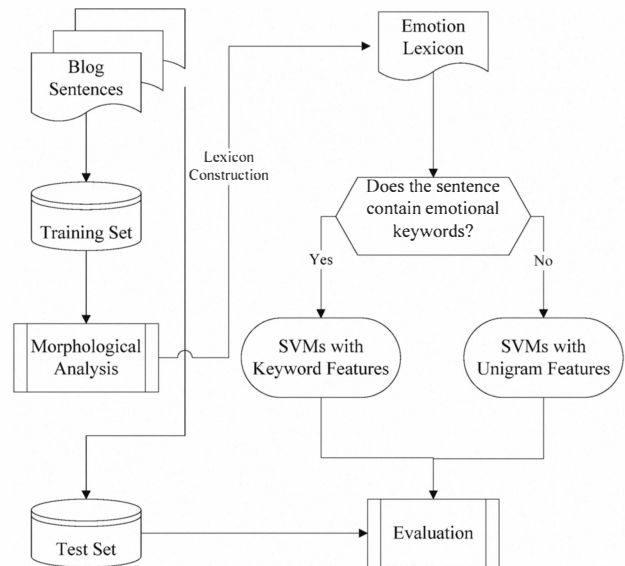 Blog
Sentences
Emotion
Lexicon
Lexicon
Construction
Does the sentence
contain emotional
keywords?
Training Set
Yes
No
Morphological
Analysis
SVMs with
Keyword Features
SVMs with
Unigram Features
Test Set
Evaluation